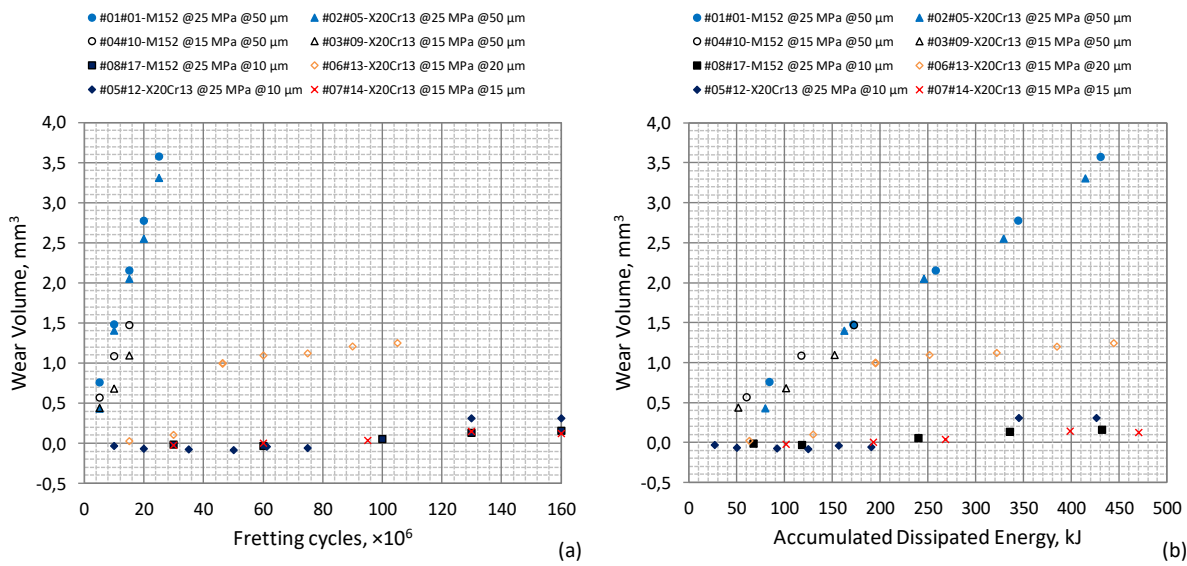 #01#01-M152 @25 MPa @50 µm
#02#05-X20Cr13 @25 MPa @50 µm
#04#10-M152 @15 MPa @50 µm
#03#09-X20Cr13 @15 MPa @50 µm
#08#17-M152 @25 MPa @10 µm
#06#13-X20Cr13 @15 MPa @20 µm
#05#12-X20Cr13 @25 MPa @10 µm
#07#14-X20Cr13 @15 MPa @15 µm
4,0
3,5
3,0
2,5
2,0
1,5
1,0
0,5
0,0
-0,5
Wear Volume, mm³
0 20 40 60 80 100 120 140 160
Fretting cycles, ×10⁶
(a)
#01#01-M152 @25 MPa @50 µm
#02#05-X20Cr13 @25 MPa @50 µm
#04#10-M152 @15 MPa @50 µm
#03#09-X20Cr13 @15 MPa @50 µm
#08#17-M152 @25 MPa @10 µm
#06#13-X20Cr13 @15 MPa @20 µm
#05#12-X20Cr13 @25 MPa @10 µm
#07#14-X20Cr13 @15 MPa @15 µm
4,0
3,5
3,0
2,5
2,0
1,5
1,0
0,5
0,0
-0,5
Wear Volume, mm³
0 50 100 150 200 250 300 350 400 450 500
Accumulated Dissipated Energy, kJ
(b)